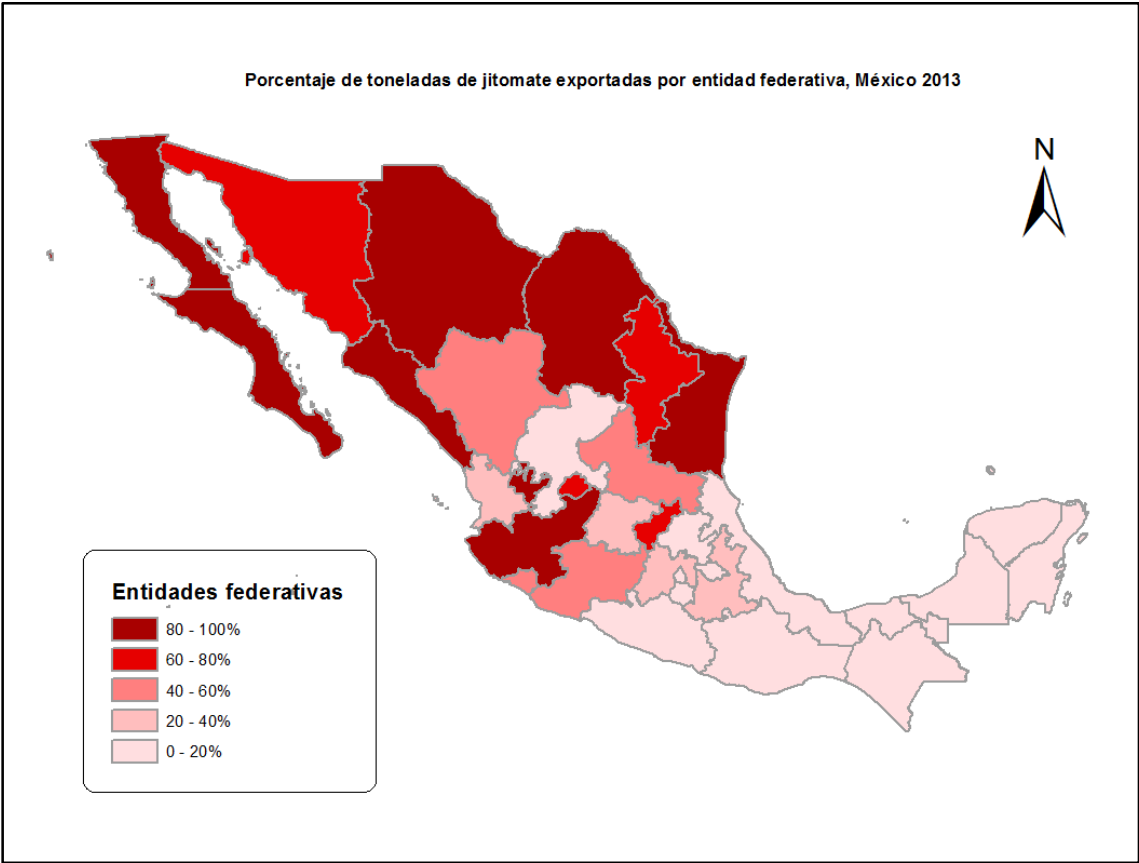 Porcentaje de toneladas de jitomate exportadas por entidad federativa, México 2013
N
Entidades federativas
80 - 100%
60 - 80%
40 - 60%
20 - 40%
0 - 20%